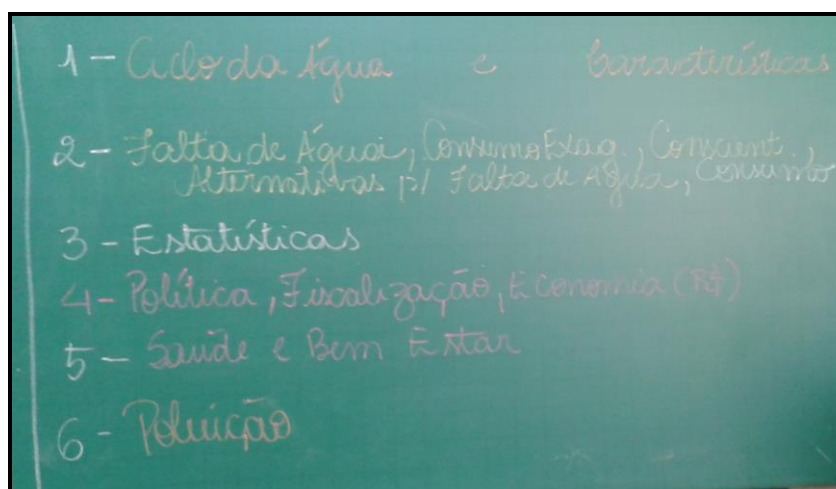 1 - Ciclo da Água e Características
2 - Falta de Água, Consumo Exag., Conscient.,
Alternativas p/ Falta de Água, Consumo
3 - Estatísticas
4 - Política, Fiscalização, Economia (R$)
5 - Saúde e Bem Estar
6 - Poluição